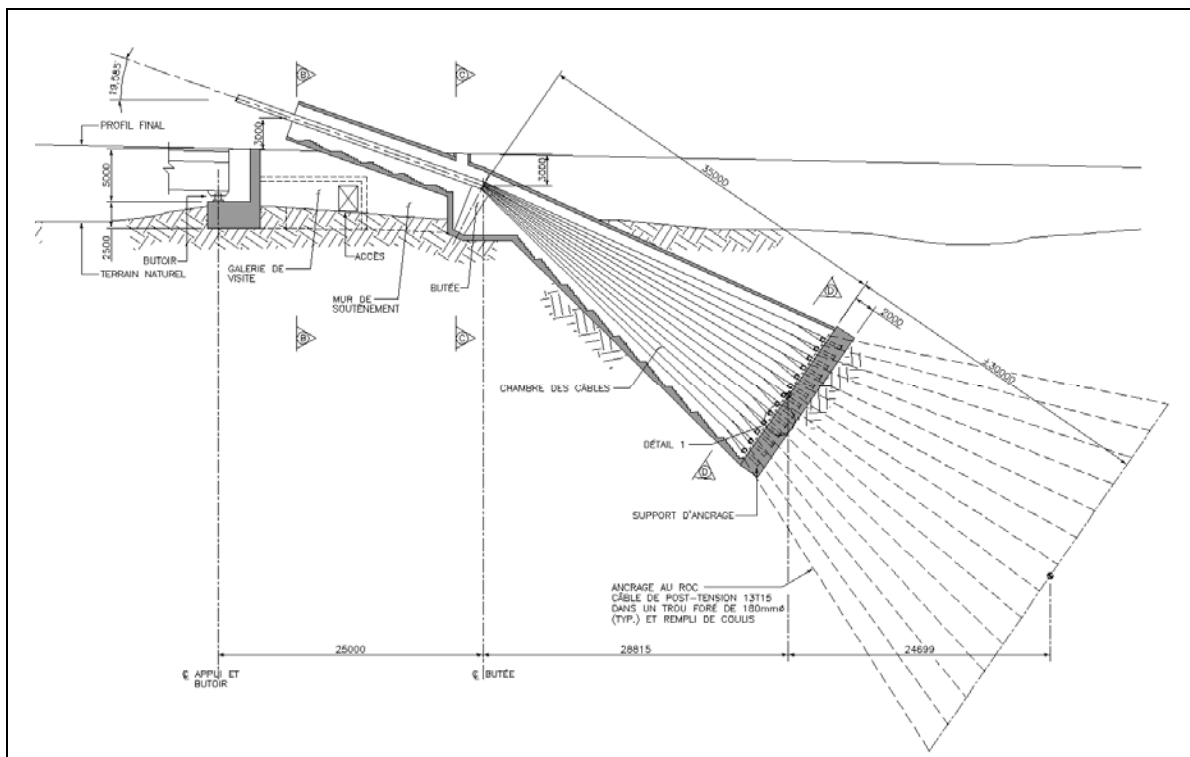 19,685°
B
C
PROFIL FINAL
3000
3000
5000
35000
2500
BUTOIR
TERRAIN NATUREL
GALERIE DE
VISITE
ACCÈS
MUR DE
SOUTÈNEMENT
BUTÉE
D
2000
±30000
B
C
CHAMBRE DES CÂBLES
DÉTAIL 1
D
SUPPORT D'ANCRAGE
ANCRAGE AU ROC
CÂBLE DE POST-TENSION 13T15
DANS UN TROU FORÉ DE 180mmø
(TYP.) ET REMPLI DE COULIS
25000
28815
24699
℄ APPUI ET
BUTOIR
℄ BUTÉE